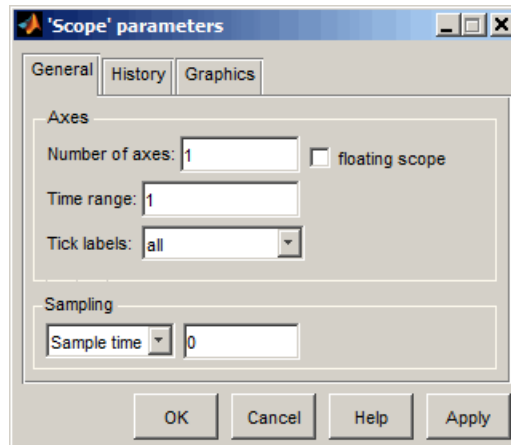 'Scope' parameters
General History Graphics
Axes
Number of axes: 1 floating scope
Time range: 1
Tick labels: all
Sampling
Sample time 0
OK Cancel Help Apply